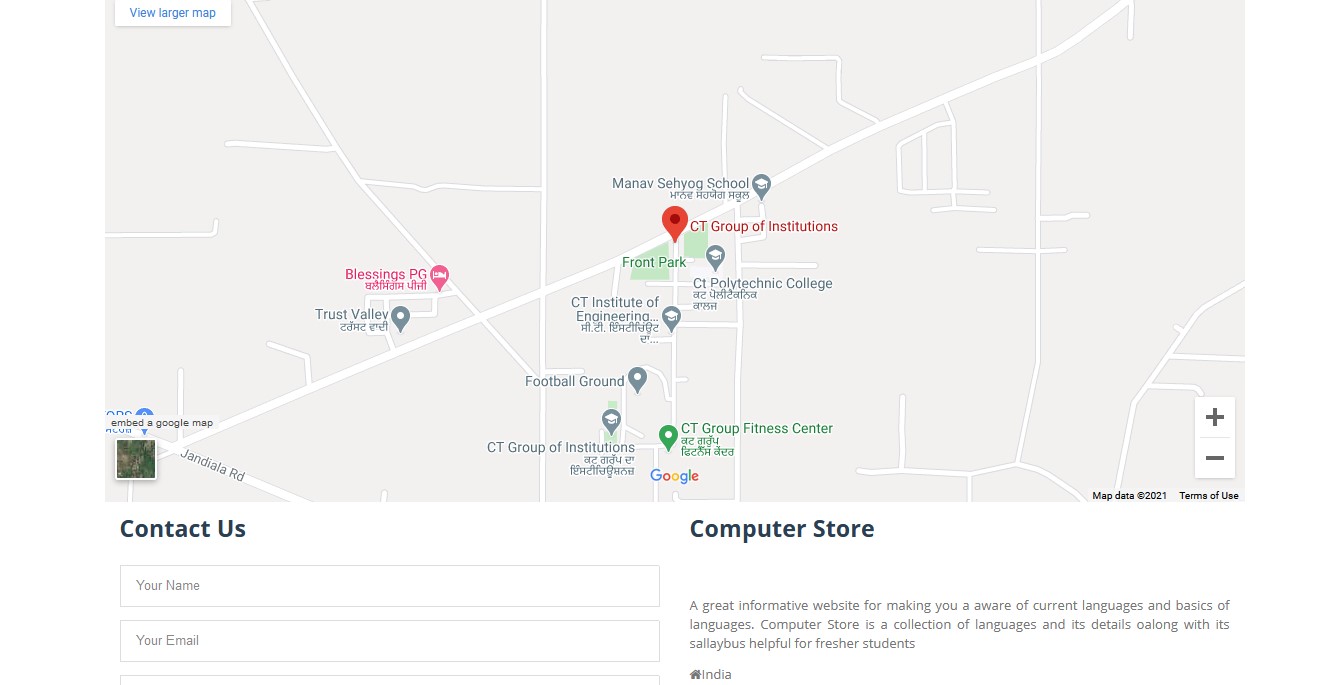 View larger map
Manav Sehyog School
ਮਾਨਵ ਸਹਯੋਗ ਸਕੂਲ
CT Group of Institutions
Front Park
Blessings PG
ਬਲੈਸਿੰਗਸ ਪੀਜੀ
Ct Polytechnic College
ਕਟ ਪੋਲੀਟੈਕਨਿਕ
ਕਾਲਜ
CT Institute of
Engineering...
ਸੀ.ਟੀ. ਇੰਸਟੀਚਿਊਟ
ਦਾ...
Trust Valley
ਟਰੱਸਟ ਵਾਦੀ
Football Ground
embed a google map
CT Group Fitness Center
ਕਟ ਗਰੁੱਪ
ਫਿਟਨੈੱਸ ਕੇਂਦਰ
CT Group of Institutions
ਕਟ ਗਰੁੱਪ ਦਾ
ਇੰਸਟੀਚਿਊਸ਼ਨਜ਼
Jandiala Rd
Google
Map data ©2021 Terms of Use
Contact Us
Your Name
Your Email
Computer Store
A great informative website for making you a aware of current languages and basics of
languages. Computer Store is a collection of languages and its details oalong with its
sallaybus helpful for fresher students
India